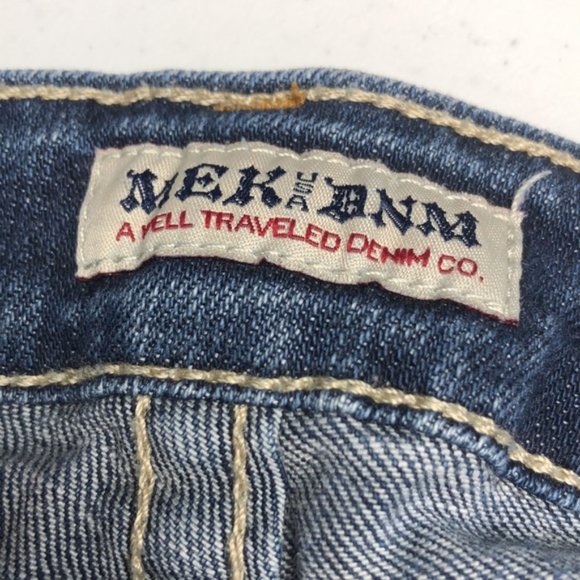 MEK USA DNM
A WELL TRAVELED DENIM CO.